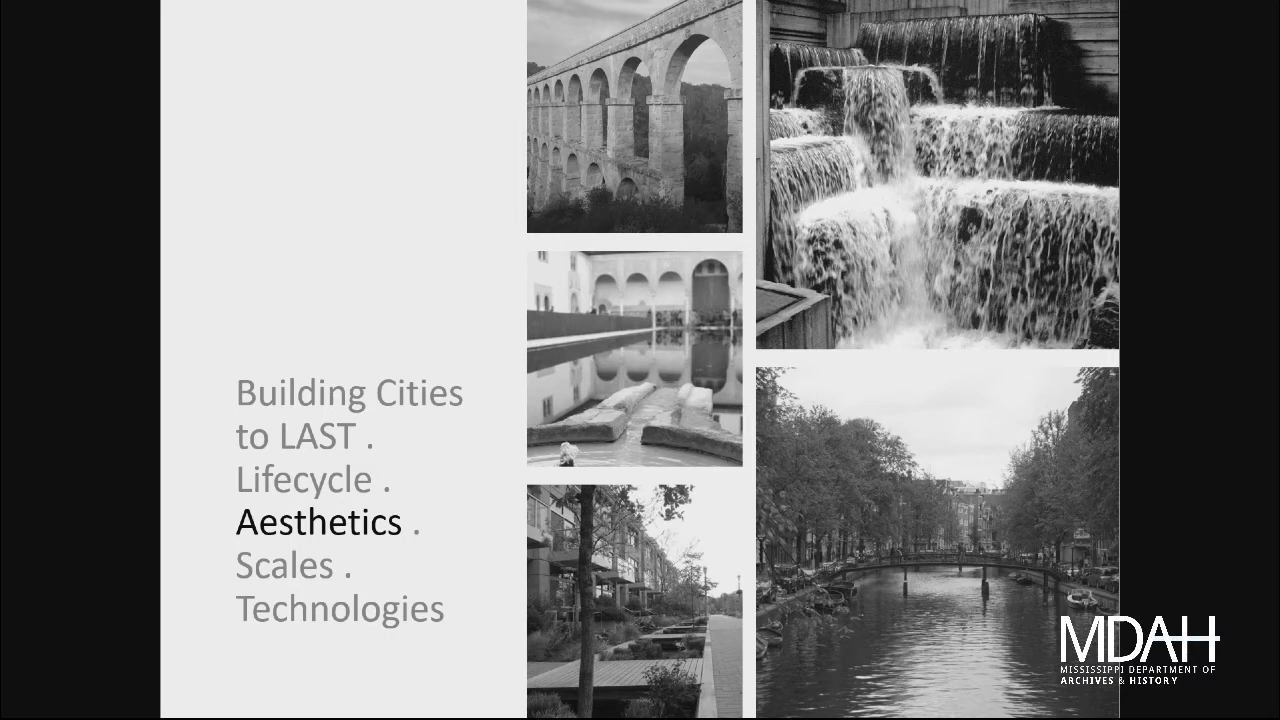 Building Cities
to LAST .
Lifecycle .
Aesthetics .
Scales .
Technologies
MDAH
MISSISSIPPI DEPARTMENT OF
ARCHIVES & HISTORY